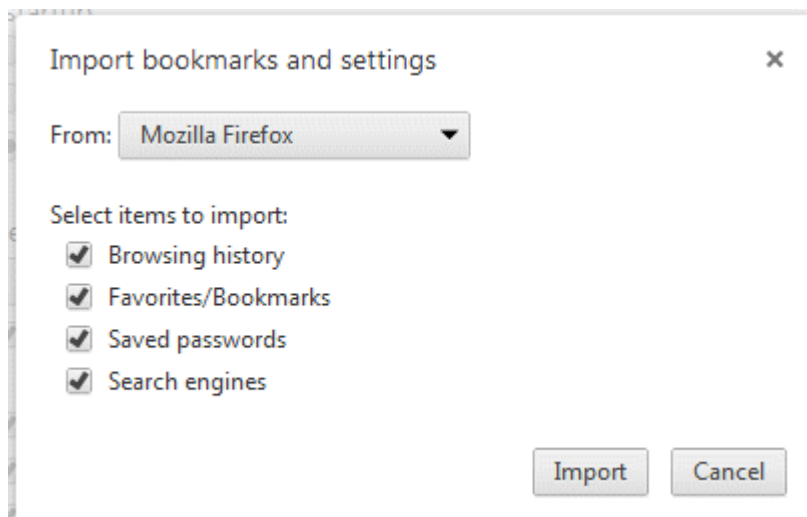 Import bookmarks and settings
From: Mozilla Firefox
Select items to import:
Browsing history
Favorites/Bookmarks
Saved passwords
Search engines
Import Cancel